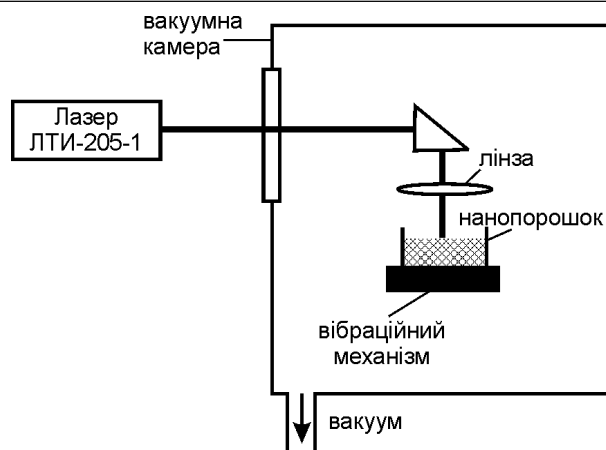 вакуумна
камера
Лазер
ЛТИ-205-1
лінза
нанопорошок
вібраційний
механізм
вакуум